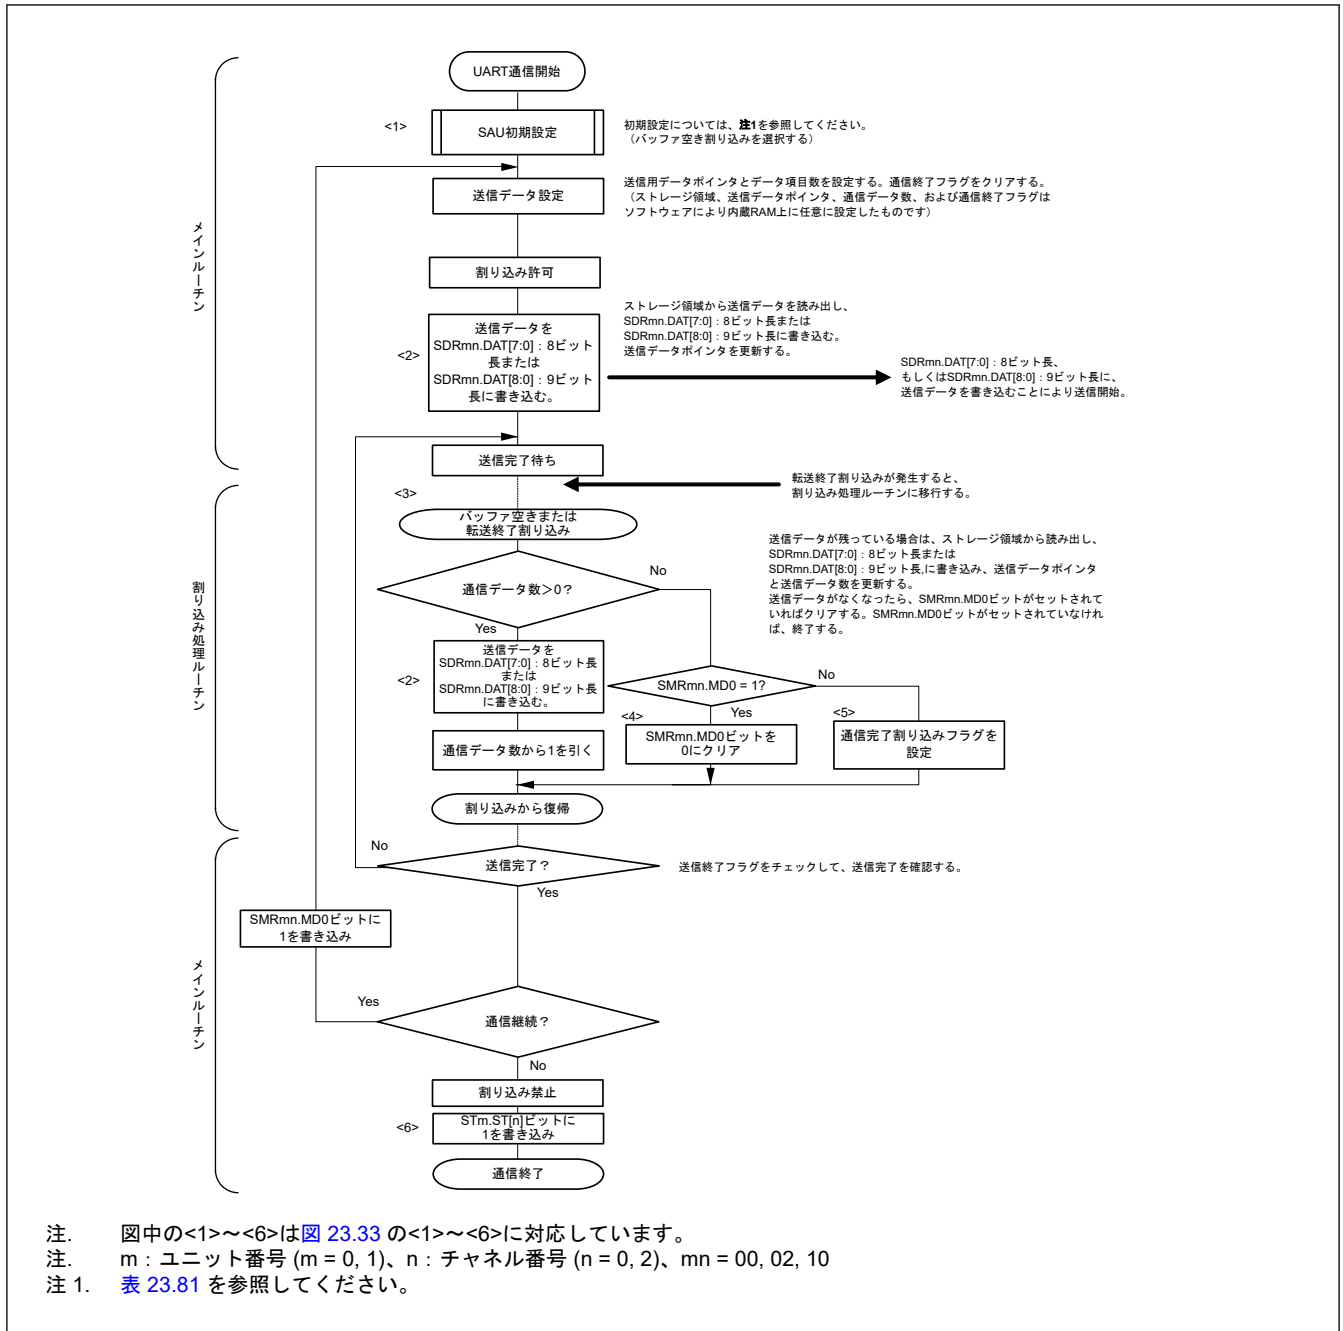 UART通信開始
<1>
SAU初期設定
初期設定については、注1を参照してください。
（バッファ空き割り込みを選択する）
送信データ設定
送信用データポインタとデータ項目数を設定する。通信終了フラグをクリアする。
（ストレージ領域、送信データポインタ、通信データ数、および通信終了フラグは
ソフトウェアにより内蔵RAM上に任意に設定したものです）
メインルーチン
割り込み許可
<2>
送信データを
SDRmn.DAT[7:0]：8ビット
長または
SDRmn.DAT[8:0]：9ビット
長に書き込む。
ストレージ領域から送信データを読み出し、
SDRmn.DAT[7:0]：8ビット長または
SDRmn.DAT[8:0]：9ビット長に書き込む。
送信データポインタを更新する。
SDRmn.DAT[7:0]：8ビット長、
もしくはSDRmn.DAT[8:0]：9ビット長に、
送信データを書き込むことにより送信開始。
送信完了待ち
転送終了割り込みが発生すると、
割り込み処理ルーチンに移行する。
<3>
バッファ空きまたは
転送終了割り込み
送信データが残っている場合は、ストレージ領域から読み出し、
SDRmn.DAT[7:0]：8ビット長または
SDRmn.DAT[8:0]：9ビット長,に書き込み、送信データポインタ
と送信データ数を更新する。
送信データがなくなったら、SMRmn.MD0ビットがセットされて
いればクリアする。SMRmn.MD0ビットがセットされていなけれ
ば、終了する。
割り込み処理ルーチン
通信データ数＞0？
No
Yes
<2>
送信データを
SDRmn.DAT[7:0]：8ビット長
または
SDRmn.DAT[8:0]：9ビット長
に書き込む。
SMRmn.MD0 = 1?
No
Yes
<4>
SMRmn.MD0ビットを
0にクリア
<5>
通信完了割り込みフラグを
設定
通信データ数から1を引く
割り込みから復帰
No
送信完了？
送信終了フラグをチェックして、送信完了を確認する。
Yes
SMRmn.MD0ビットに
1を書き込み
メインルーチン
Yes
通信継続？
No
割り込み禁止
<6>
STm.ST[n]ビットに
1を書き込み
通信終了
注. 図中の<1>～<6>は図 23.33 の<1>～<6>に対応しています。
注. m：ユニット番号 (m = 0, 1)、n：チャネル番号 (n = 0, 2)、mn = 00, 02, 10
注 1. 表 23.81 を参照してください。